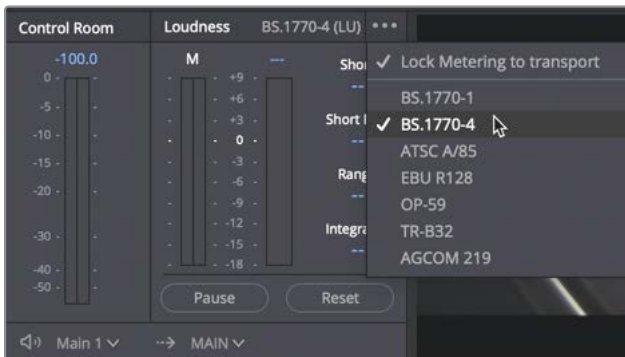 Control Room
Loudness BS.1770-4 (LU) •••
-100.0
0 -
-5 -
-10 -
-15 -
-20 -
-30 -
-40 -
-50 -
M ---
+9
+6
+3
0
-3
-6
-9
-12
-15
-18
Short
Range
Pause
Reset
Main 1
MAIN
✓ Lock Metering to transport
BS.1770-1
✓ BS.1770-4
ATSC A/85
EBU R128
OP-59
TR-B32
AGCOM 219